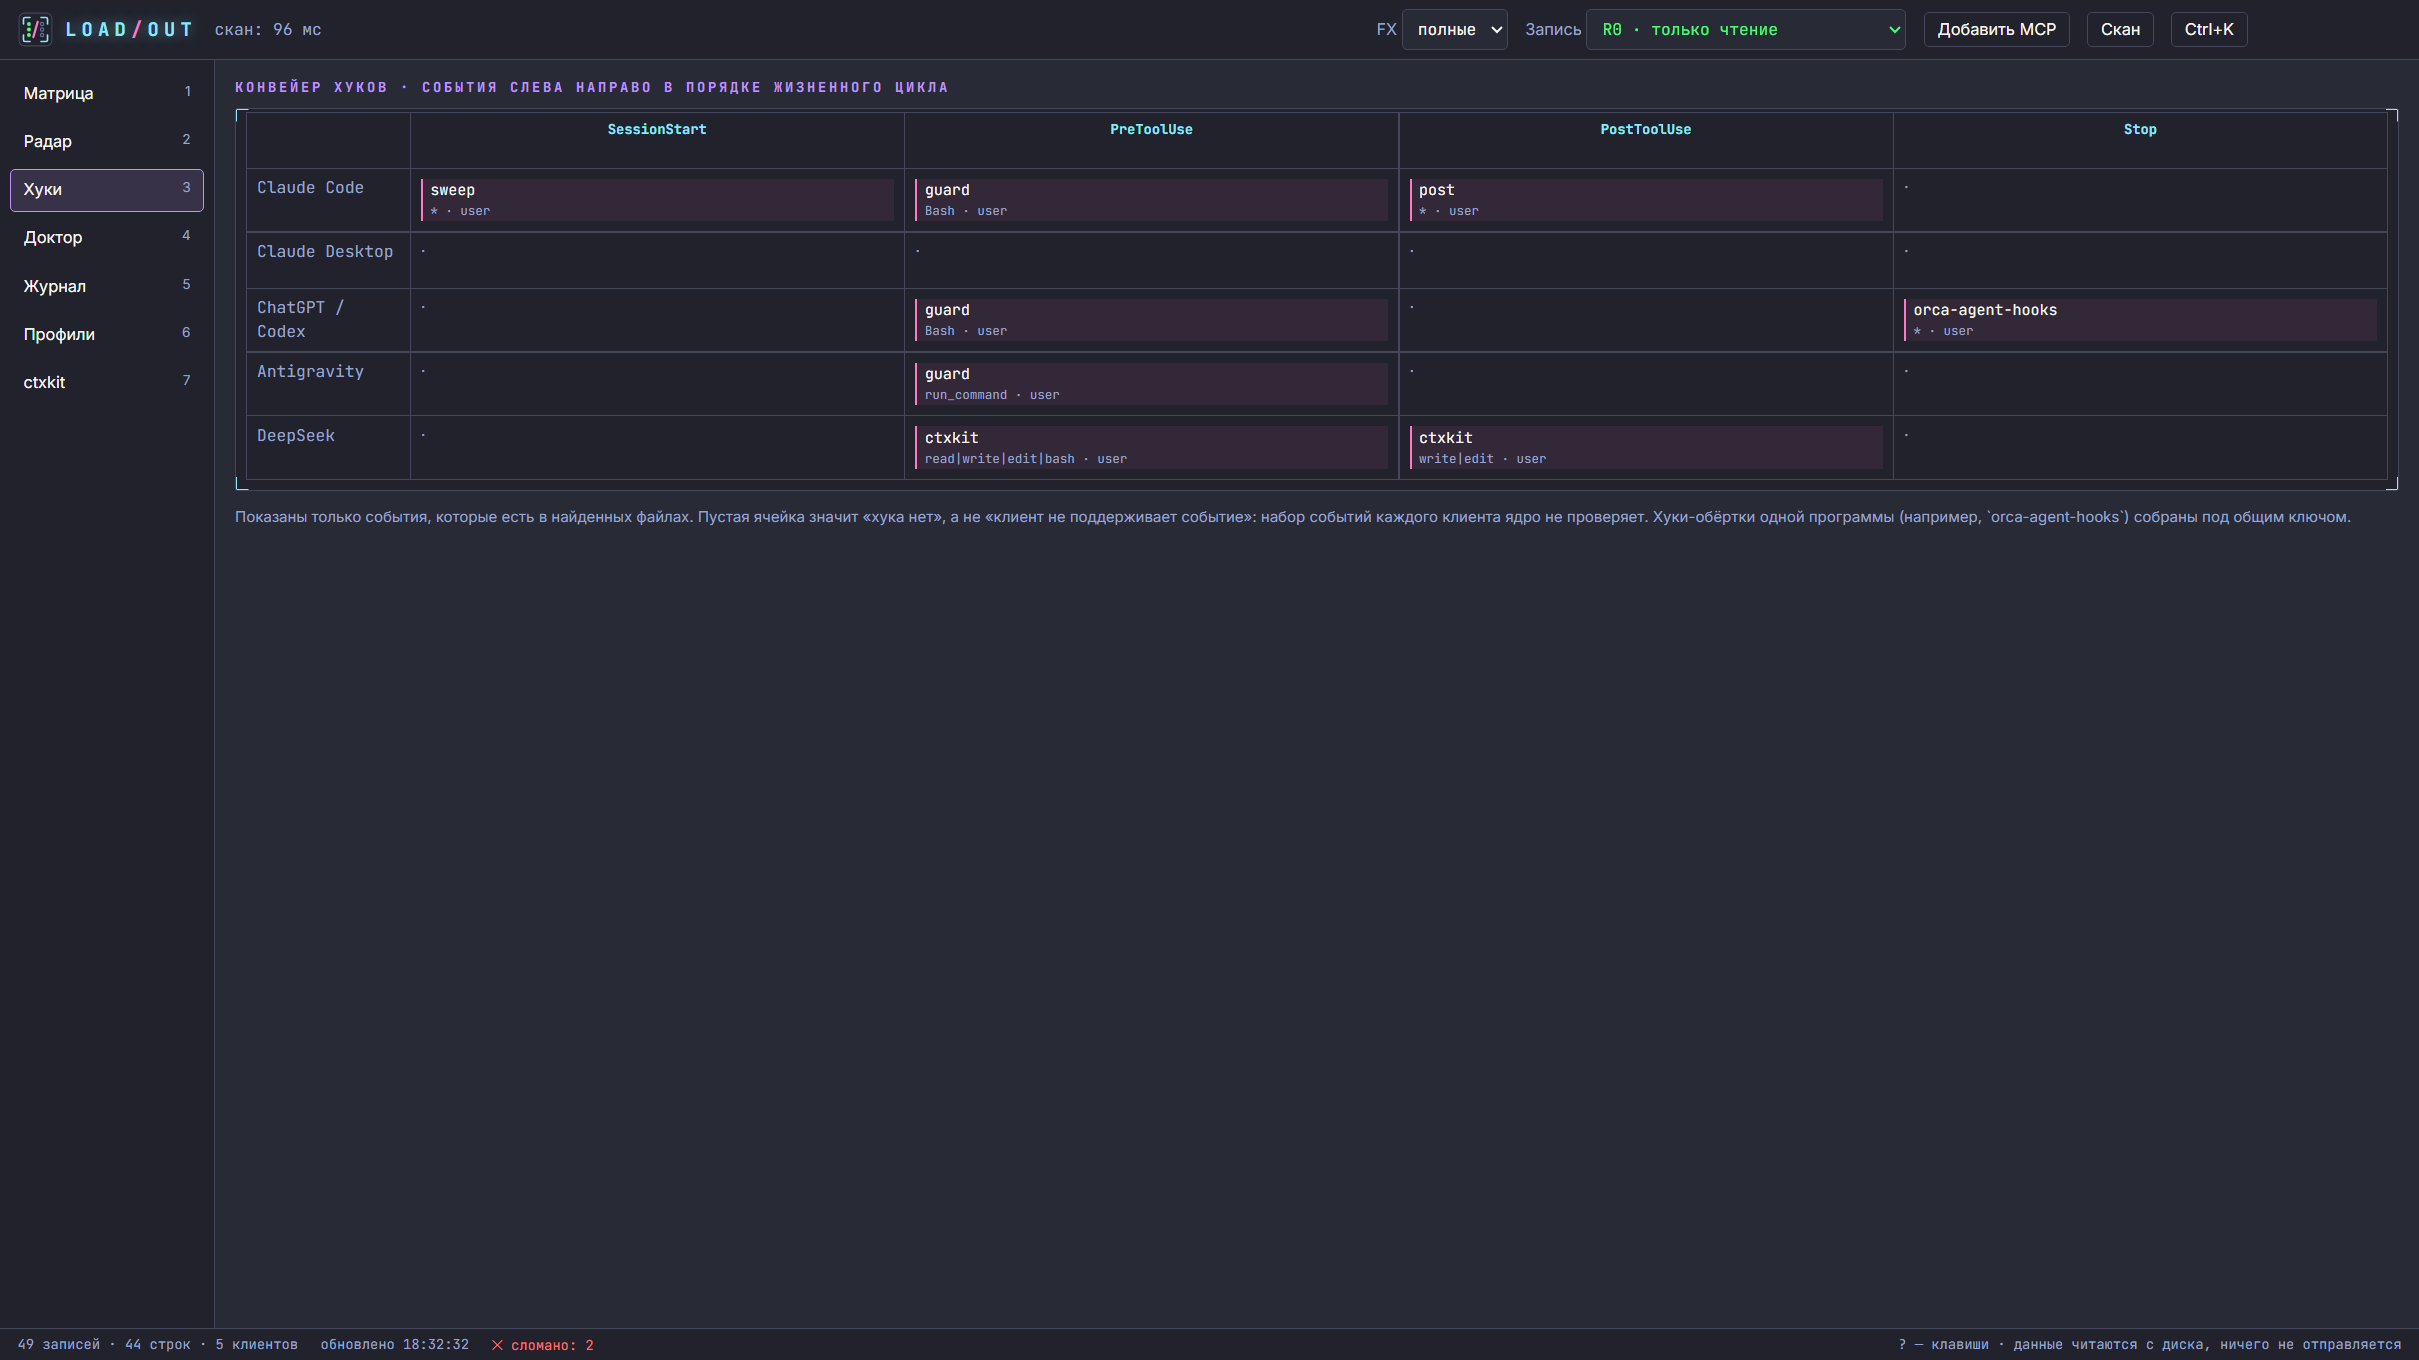 LOAD/OUT скан: 96 мс FX полные Запись R0 · только чтение Добавить MCP Скан Ctrl+K
Матрица 1
Радар 2
Хуки 3
Доктор 4
Журнал 5
Профили 6
ctxkit 7
КОНВЕЙЕР ХУКОВ · СОБЫТИЯ СЛЕВА НАПРАВО В ПОРЯДКЕ ЖИЗНЕННОГО ЦИКЛА
SessionStart PreToolUse PostToolUse Stop
Claude Code sweep guard post ·
* · user Bash · user * · user
Claude Desktop · · · ·
ChatGPT / · guard · orca-agent-hooks
Codex Bash · user * · user
Antigravity · guard · ·
run_command · user
DeepSeek · ctxkit ctxkit ·
read|write|edit|bash · user write|edit · user
Показаны только события, которые есть в найденных файлах. Пустая ячейка значит «хука нет», а не «клиент не поддерживает событие»: набор событий каждого клиента ядро не проверяет. Хуки-обёртки одной программы (например, `orca-agent-hooks`) собраны под общим ключом.
49 записей · 44 строк · 5 клиентов обновлено 18:32:32 × сломано: 2 ? — клавиши · данные читаются с диска, ничего не отправляется